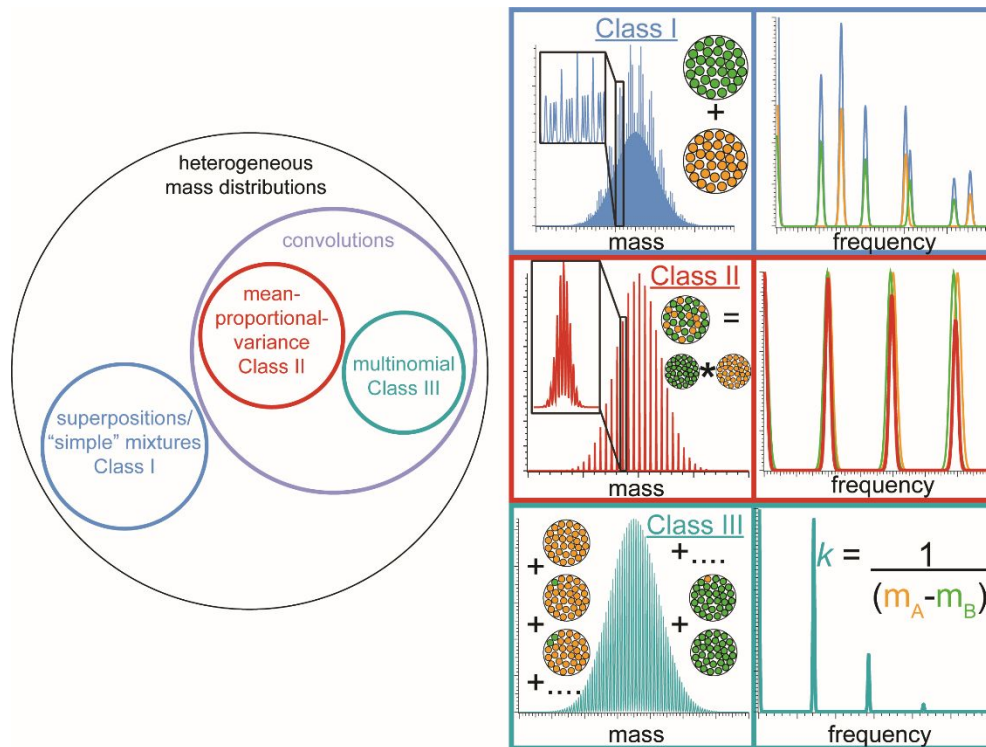 heterogeneous
mass distributions
convolutions
mean-
proportional-
variance
Class II
multinomial
Class III
superpositions/
"simple" mixtures
Class I
Class I
+
mass
frequency
Class II
=
*
mass
frequency
Class III
+
+
+
+....
+....
+
mass
k = 1
(mA-mB)
frequency